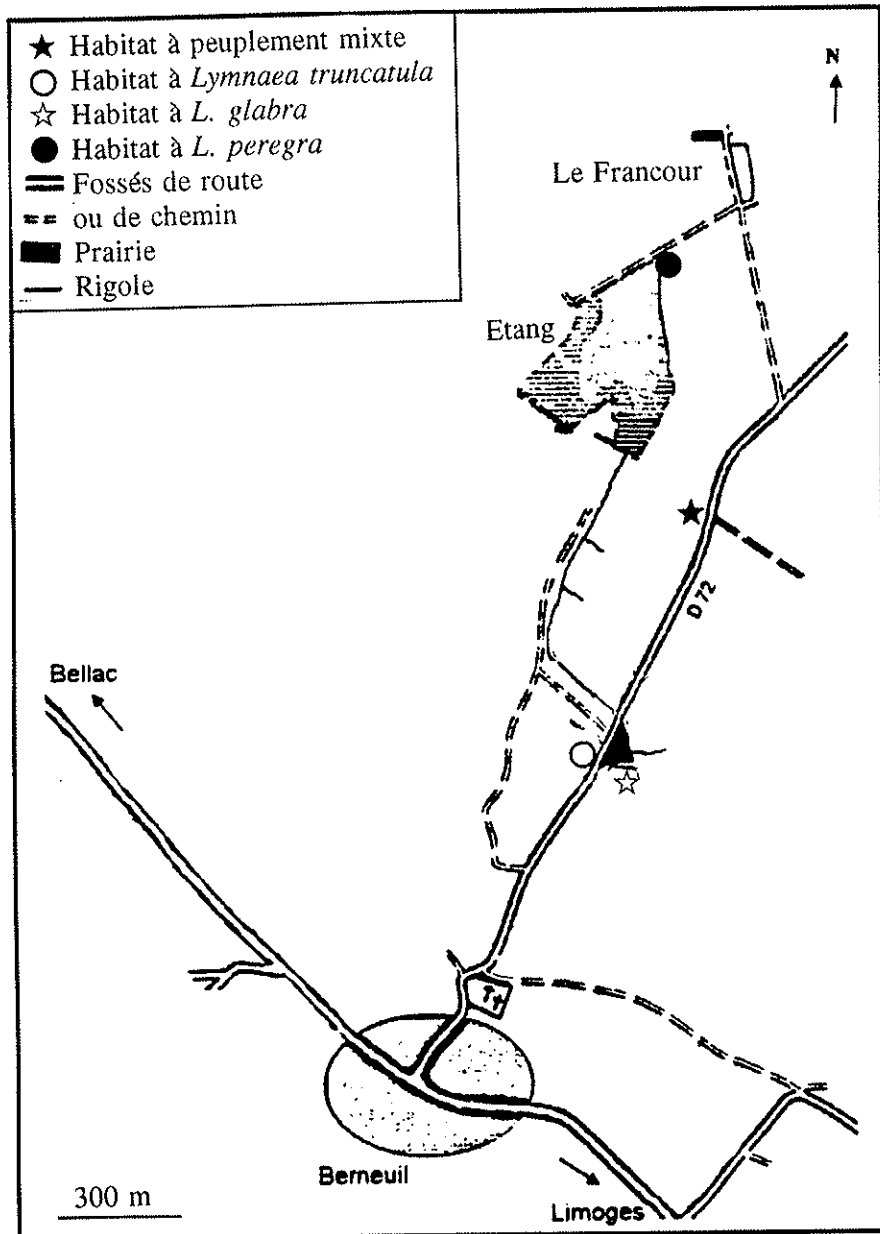 Habitat à peuplement mixte
Habitat à Lymnaea truncatula
Habitat à L. glabra
Habitat à L. peregra
Fossés de route
ou de chemin
Prairie
Rigole
N
Le Francour
Etang
D 72
Bellac
Berneuil
300 m
Limoges